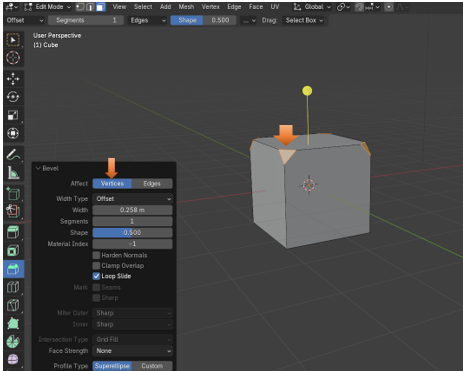 Edit Mode View Select Add Mesh Vertex Edge Face UV Global
Offset Segments 1 Edges Shape 0.500 ... Drag: Select Box
User Perspective
(1) Cube
Bevel
Affect Vertices Edges
Width Type Offset
Width 0.258 m
Segments 1
Shape 0.500
Material Index -1
Harden Normals
Clamp Overlap
Loop Slide
Mark Seams
Sharp
Miter Outer Sharp
Inner Sharp
Intersection Type Grid Fill
Face Strength None
Profile Type Superellipse Custom